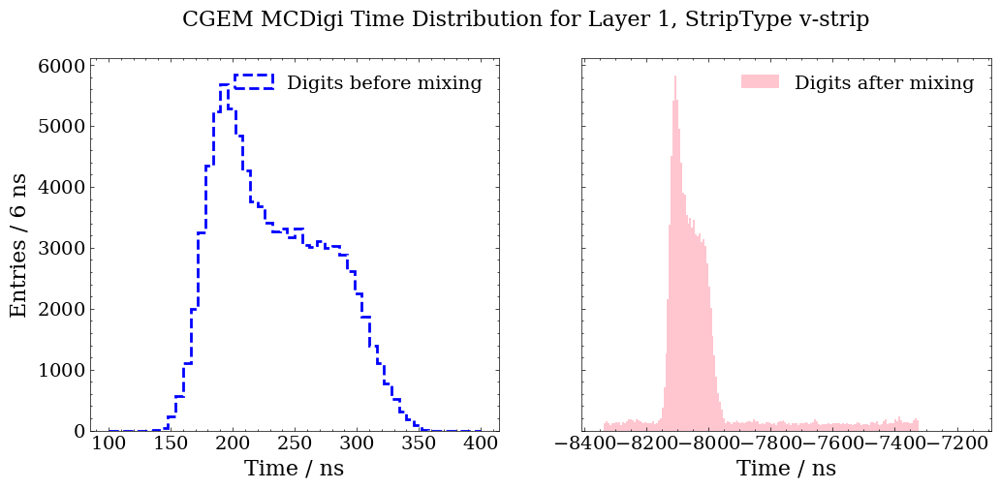 CGEM MCDigi Time Distribution for Layer 1, StripType v-strip
Entries / 6 ns
6000
5000
4000
3000
2000
1000
0
Digits before mixing
100 150 200 250 300 350 400
Time / ns
Digits after mixing
−8400 −8200 −8000 −7800 −7600 −7400 −7200
Time / ns